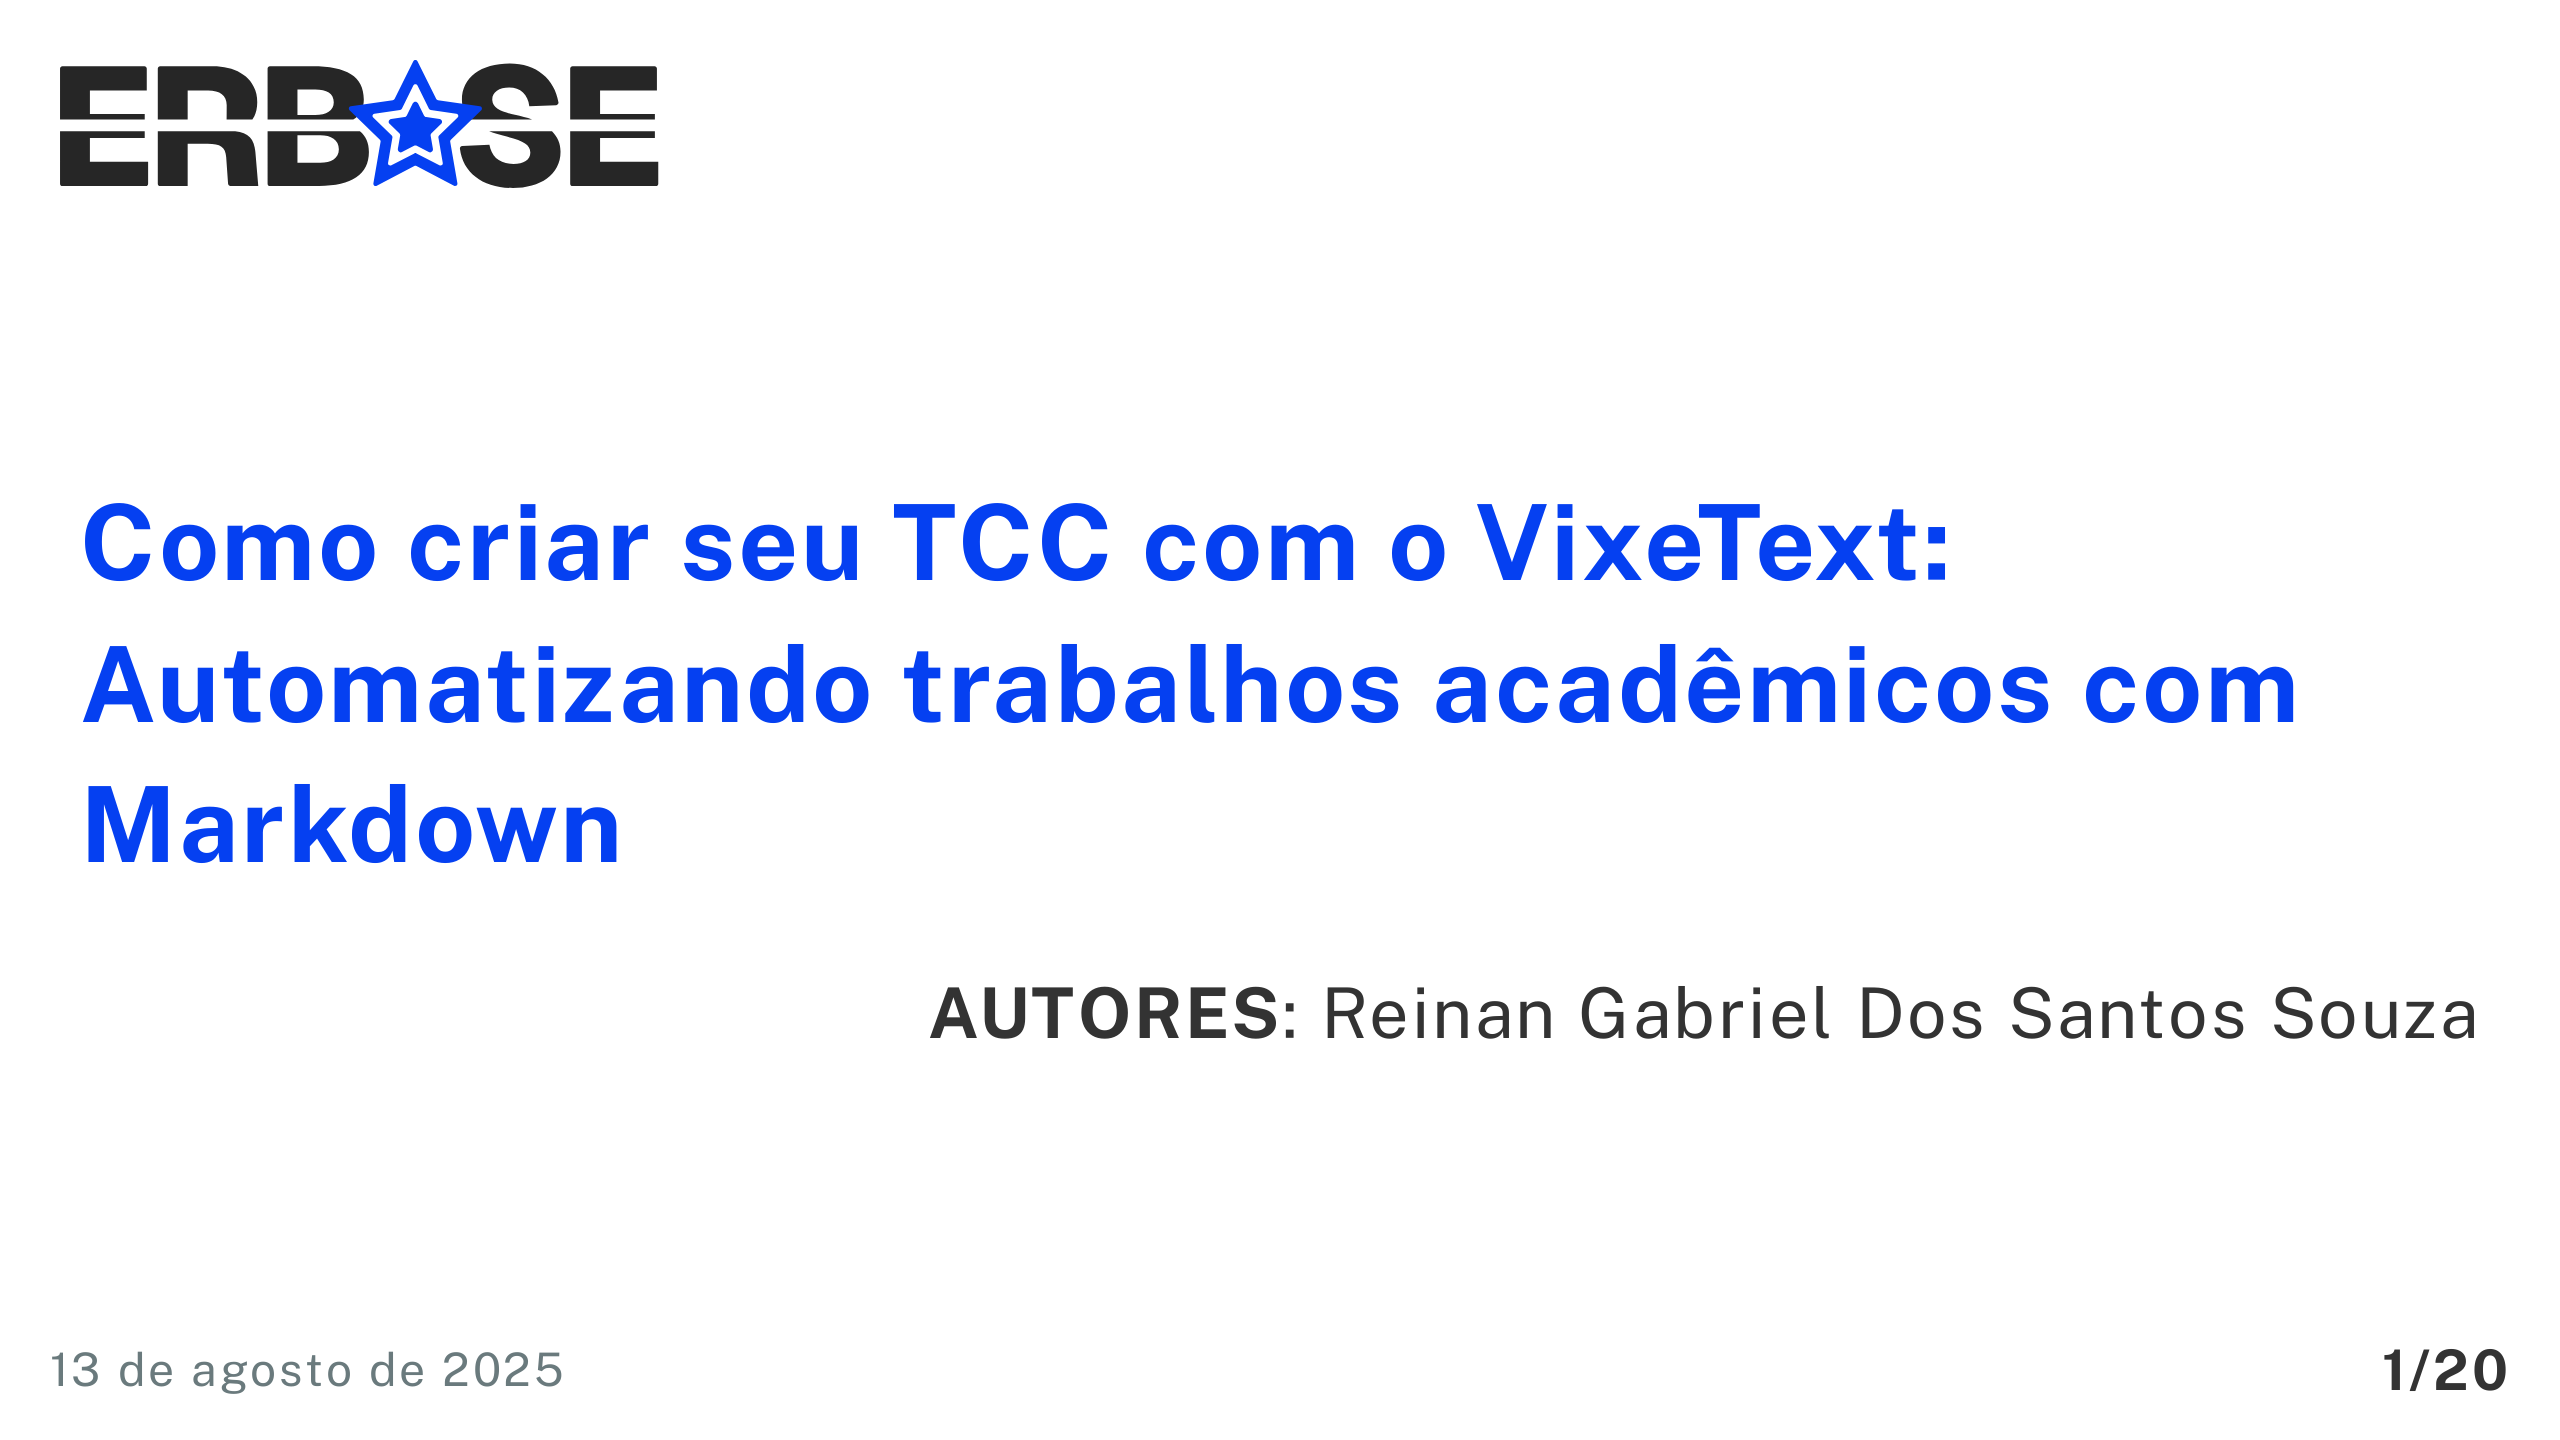 ERBASE
Como criar seu TCC com o VixeText:
Automatizando trabalhos acadêmicos com
Markdown
AUTORES: Reinan Gabriel Dos Santos Souza
13 de agosto de 2025
1/20